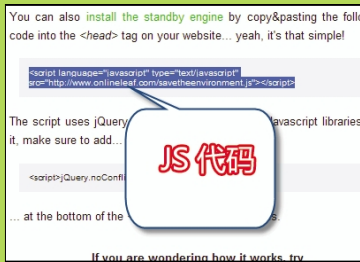 You can also install the standby engine by copy&pasting the
code into the <head> tag on your website... yeah, it's that simple!
<script language="javascript" type="text/javascript"
src="http://www.onlineleaf.com/savetheenvironment.js"></script>
The script uses jQuery javascript libraries
it, make sure to add...
JS 代码
<script>jQuery.noConfli
... at the bottom of the
If you are wondering how it works, try